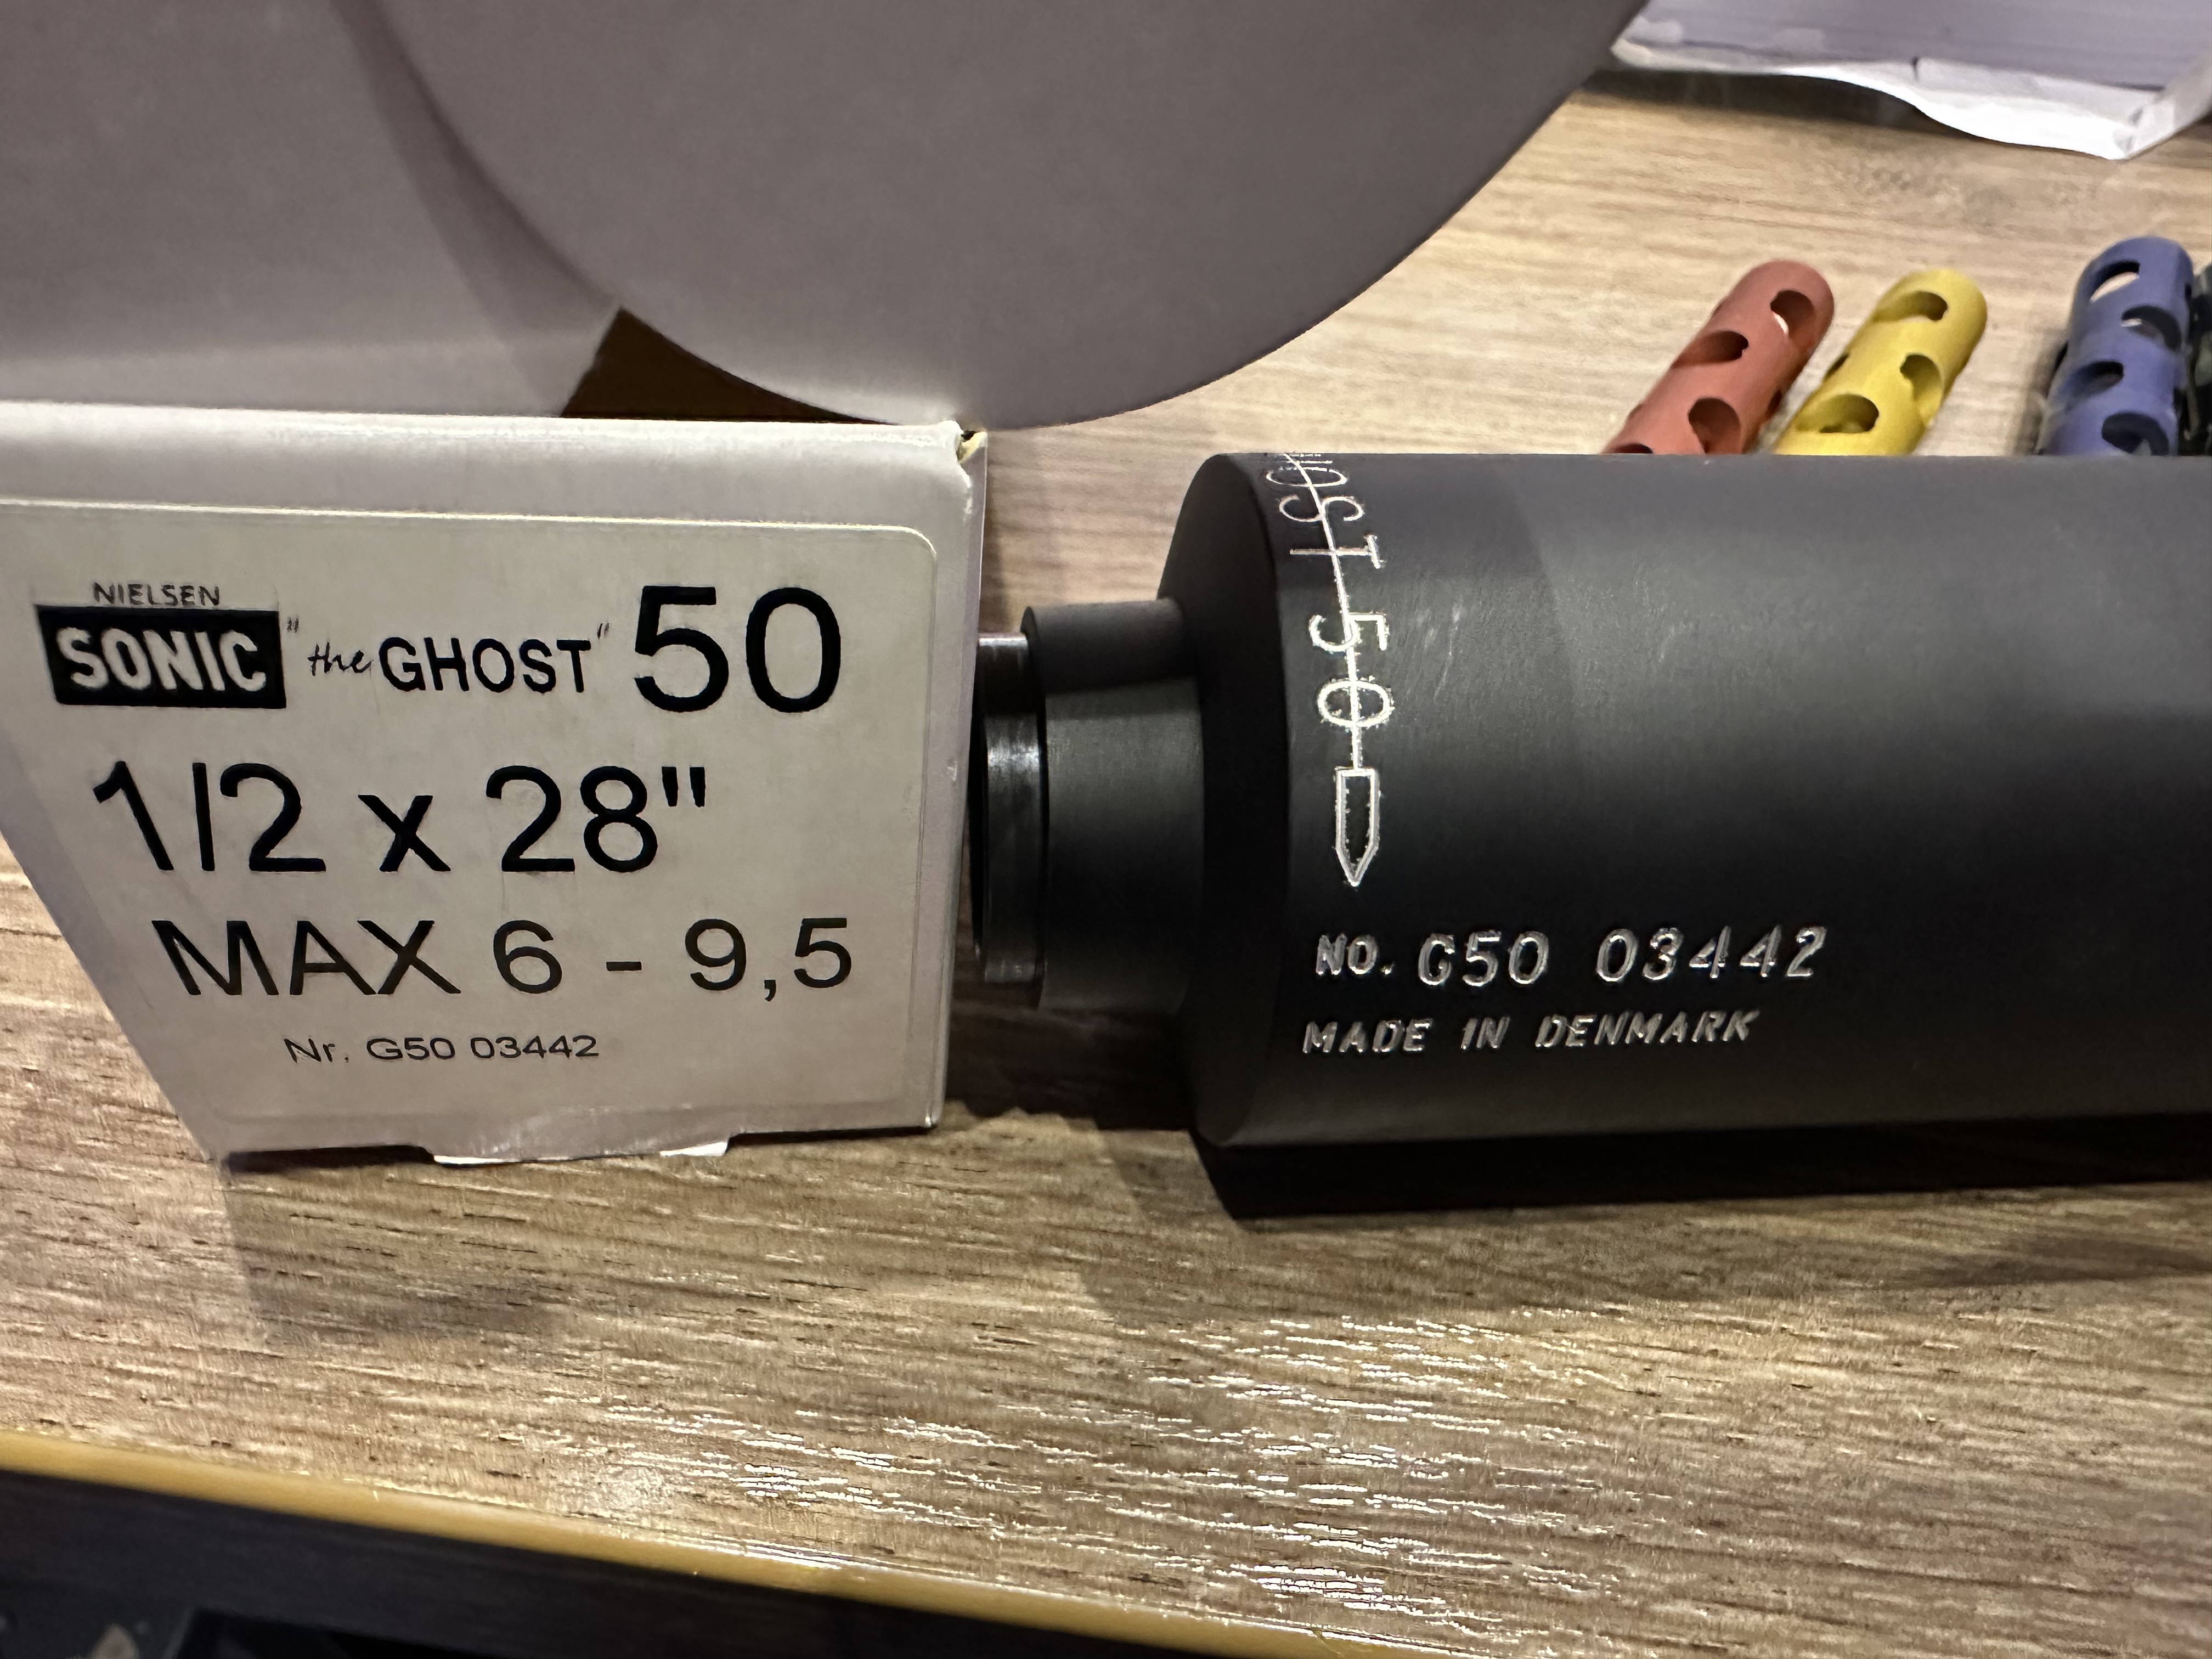 NIELSEN
SONIC "the GHOST" 50
1/2 x 28"
MAX 6 - 9,5
Nr. G50 03442
50
NO. G50 03442
MADE IN DENMARK